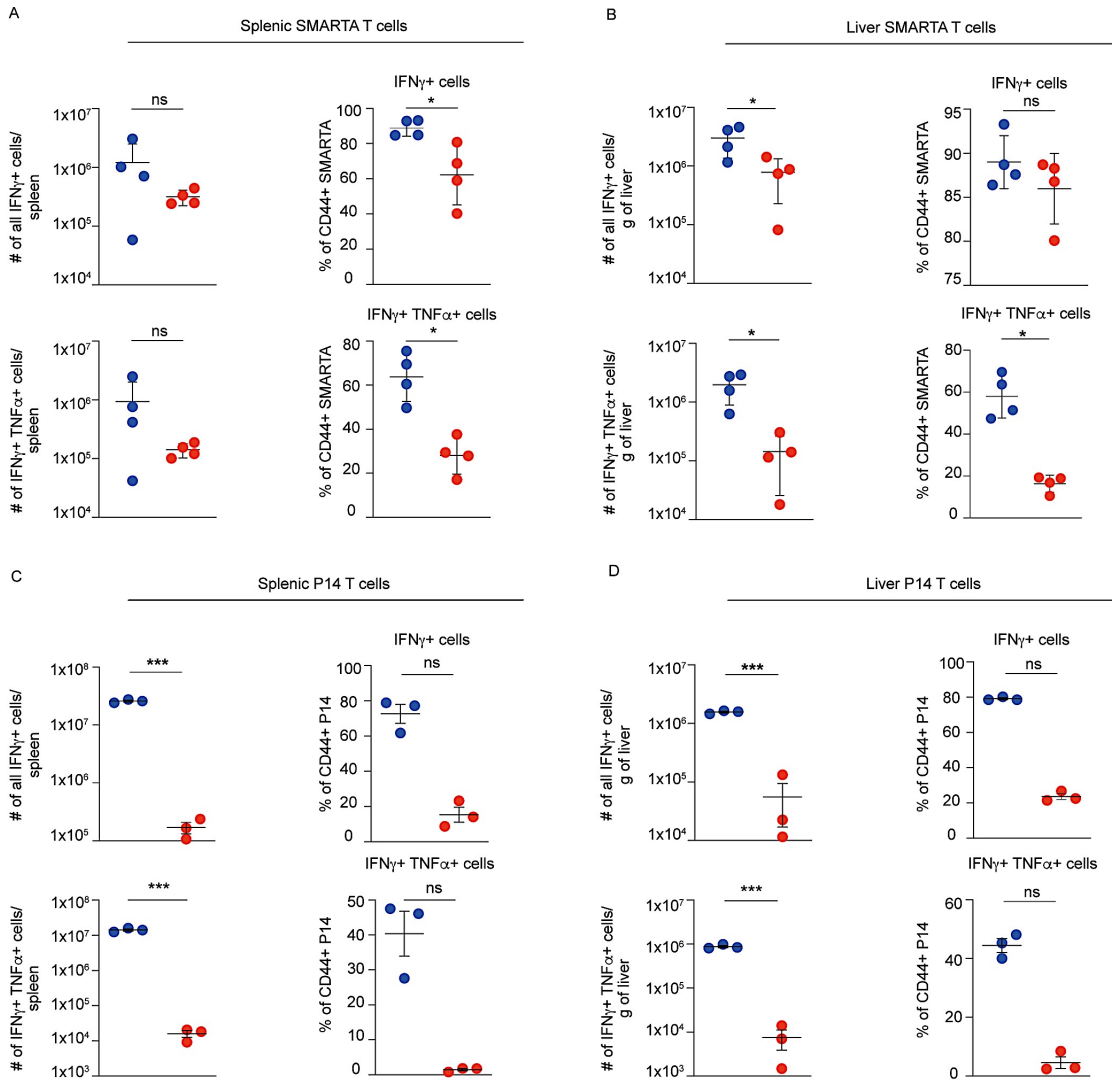 A
Splenic SMARTA T cells
ns
1x10⁷
1x10⁶
1x10⁵
1x10⁴
# of all IFNγ+ cells/
spleen
IFNγ+ cells
*
100
80
60
40
20
0
% of CD44+ SMARTA
ns
1x10⁷
1x10⁶
1x10⁵
1x10⁴
# of IFNγ+ TNFα+ cells/
spleen
IFNγ+ TNFα+ cells
*
80
60
40
20
0
% of CD44+ SMARTA
B
Liver SMARTA T cells
*
1x10⁷
1x10⁶
1x10⁵
1x10⁴
# of all IFNγ+ cells/
g of liver
IFNγ+ cells
ns
95
90
85
80
75
% of CD44+ SMARTA
*
1x10⁷
1x10⁶
1x10⁵
1x10⁴
# of IFNγ+ TNFα+ cells/
g of liver
IFNγ+ TNFα+ cells
*
80
60
40
20
0
% of CD44+ SMARTA
C
Splenic P14 T cells
***
1x10⁸
1x10⁷
1x10⁶
1x10⁵
# of all IFNγ+ cells/
spleen
IFNγ+ cells
ns
100
80
60
40
20
0
% of CD44+ P14
***
1x10⁸
1x10⁷
1x10⁶
1x10⁵
1x10⁴
1x10³
# of IFNγ+ TNFα+ cells/
spleen
IFNγ+ TNFα+ cells
ns
50
40
30
20
10
0
% of CD44+ P14
D
Liver P14 T cells
***
1x10⁷
1x10⁶
1x10⁵
1x10⁴
# of all IFNγ+ cells/
g of liver
IFNγ+ cells
ns
100
80
60
40
20
0
% of CD44+ P14
***
1x10⁷
1x10⁶
1x10⁵
1x10⁴
1x10³
# of IFNγ+ TNFα+ cells/
g of liver
IFNγ+ TNFα+ cells
ns
60
40
20
0
% of CD44+ P14